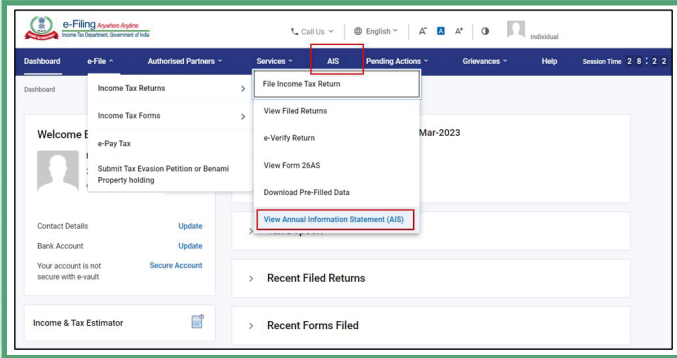 e-Filing Anywhere Anytime
Income Tax Department, Government of India
Call Us
English
A-
A
A+
Individual
Dashboard e-File Authorised Partners Services AIS Pending Actions Grievances Help Session Time 2 8 : 2 2
Dashboard
Income Tax Returns
Income Tax Forms
e-Pay Tax
Submit Tax Evasion Petition or Benami
Property holding
File Income Tax Return
View Filed Returns
e-Verify Return
View Form 26AS
Download Pre-Filled Data
View Annual Information Statement (AIS)
Welcome
Mar-2023
Contact Details Update
Bank Account Update
Your account is not Secure Account
secure with e-vault
Recent Filed Returns
Income & Tax Estimator
Recent Forms Filed